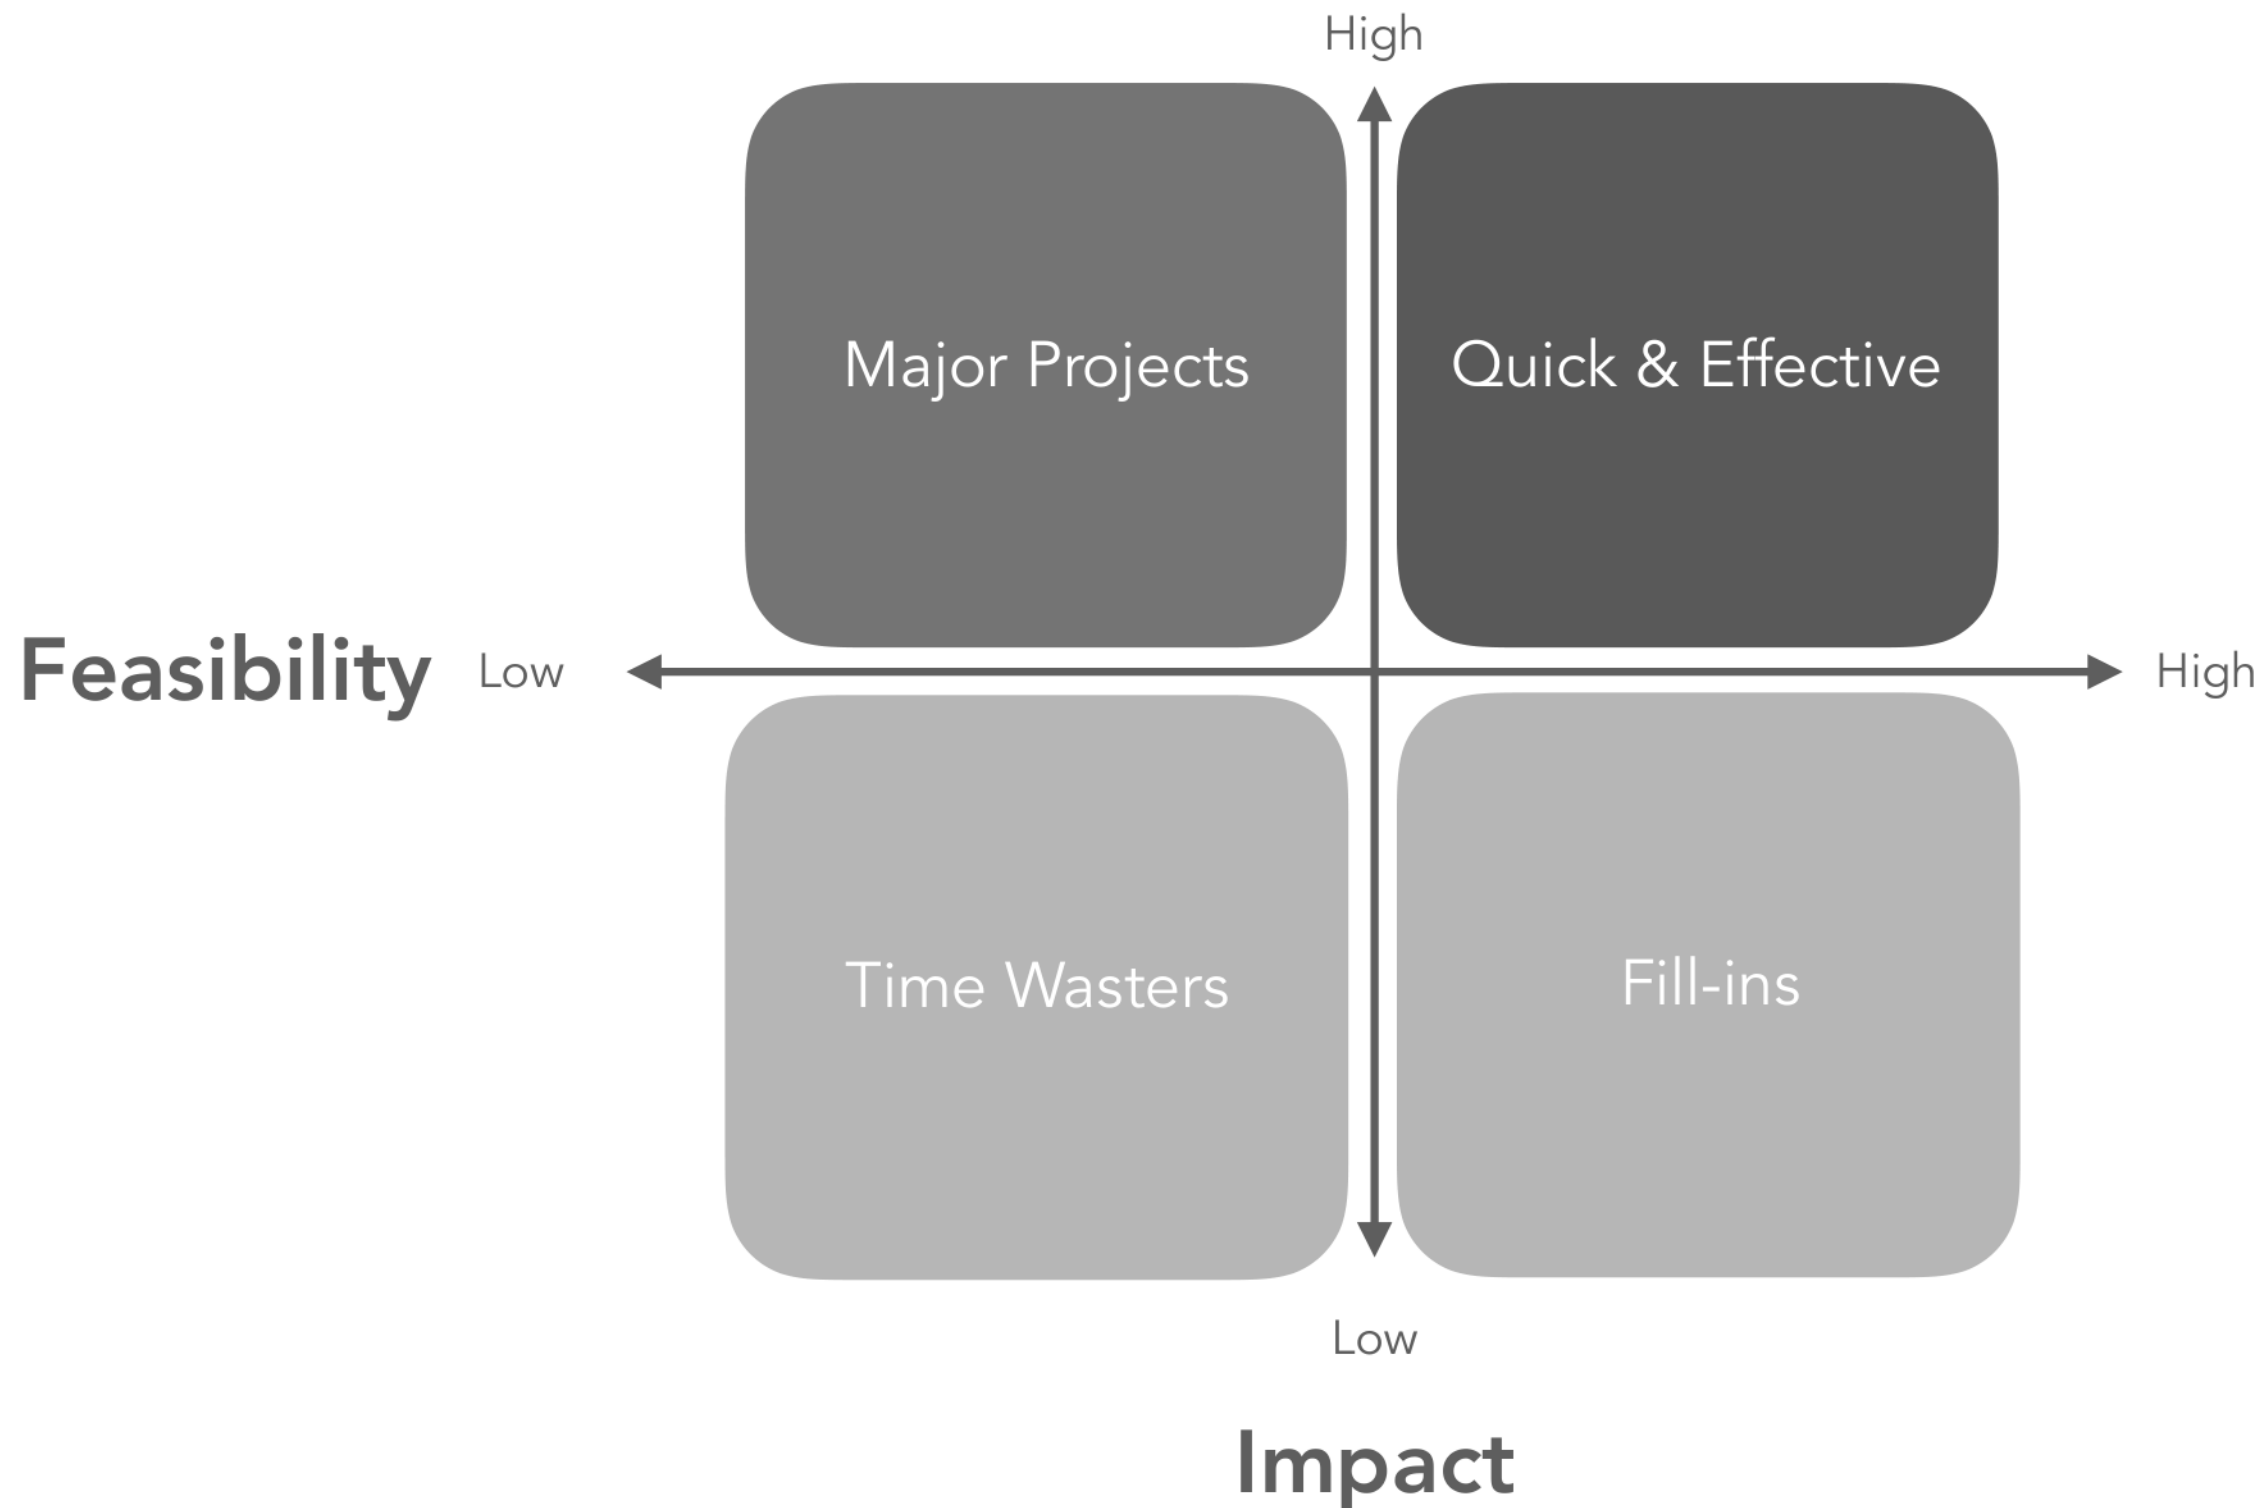 High
Major Projects
Quick & Effective
Feasibility
Low
High
Time Wasters
Fill-ins
Low
Impact